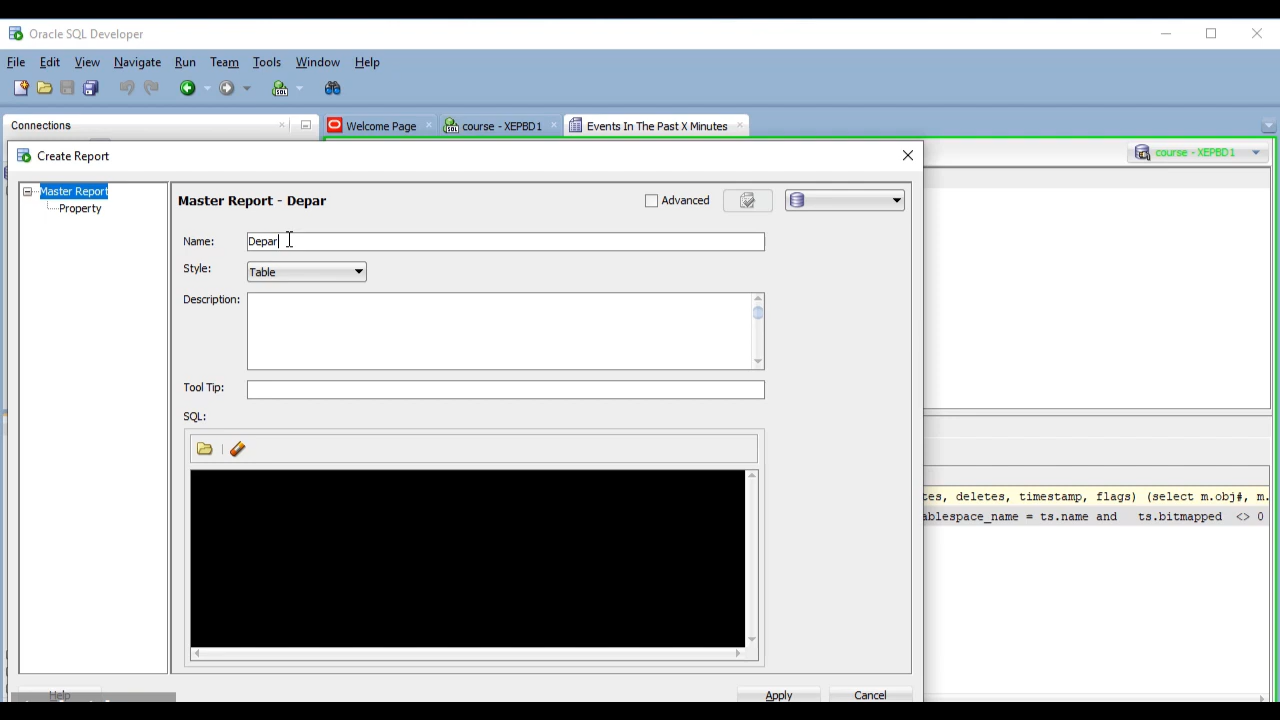 Oracle SQL Developer
File Edit View Navigate Run Team Tools Window Help
Connections
Welcome Page
course - XEPBD1
Events In The Past X Minutes
Create Report
course - XEPBD1
Master Report
Property
Master Report - Depar
Advanced
Name:
Depar
Style:
Table
Description:
Tool Tip:
SQL:
tes, deletes, timestamp, flags) (select m.obj#, m.
ablespace_name = ts.name and ts.bitmapped <> 0
Help
Apply
Cancel